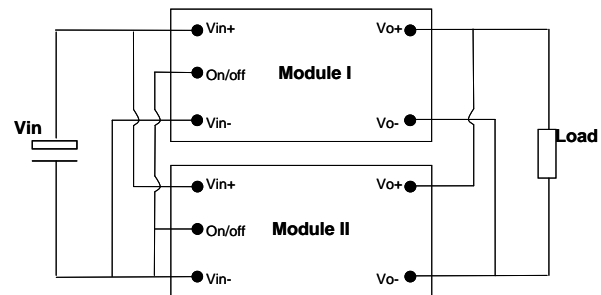 Vin+ Vo+
On/off Module I
Vin- Vo-
Vin
Load
Vin+ Vo+
On/off Module II
Vin- Vo-